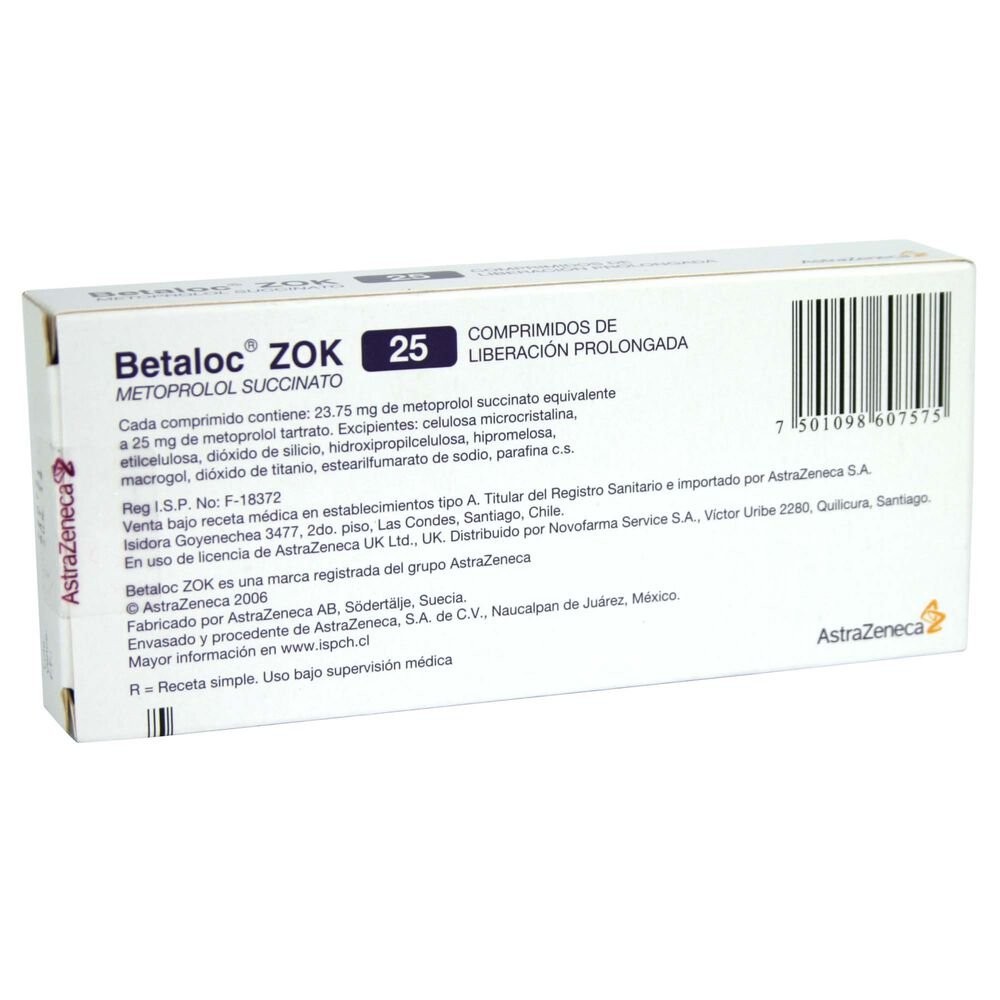 Betaloc® ZOK 25 COMPRIMIDOS DE
METOPROLOL SUCCINATO LIBERACIÓN PROLONGADA
AstraZeneca
Betaloc® ZOK 25 COMPRIMIDOS DE
LIBERACIÓN PROLONGADA
METOPROLOL SUCCINATO
Cada comprimido contiene: 23.75 mg de metoprolol succinato equivalente
a 25 mg de metoprolol tartrato. Excipientes: celulosa microcristalina,
etilcelulosa, dióxido de silicio, hidroxipropilcelulosa, hipromelosa,
macrogol, dióxido de titanio, estearilfumarato de sodio, parafina c.s.
7 501098 607575
Reg I.S.P. No: F-18372
Venta bajo receta médica en establecimientos tipo A. Titular del Registro Sanitario e importado por AstraZeneca S.A.
Isidora Goyenechea 3477, 2do. piso, Las Condes, Santiago, Chile.
En uso de licencia de AstraZeneca UK Ltd., UK. Distribuido por Novofarma Service S.A., Víctor Uribe 2280, Quilicura, Santiago.
Betaloc ZOK es una marca registrada del grupo AstraZeneca
© AstraZeneca 2006
Fabricado por AstraZeneca AB, Södertälje, Suecia.
Envasado y procedente de AstraZeneca, S.A. de C.V., Naucalpan de Juárez, México.
Mayor información en www.ispch.cl
R = Receta simple. Uso bajo supervisión médica
AstraZeneca
AstraZeneca